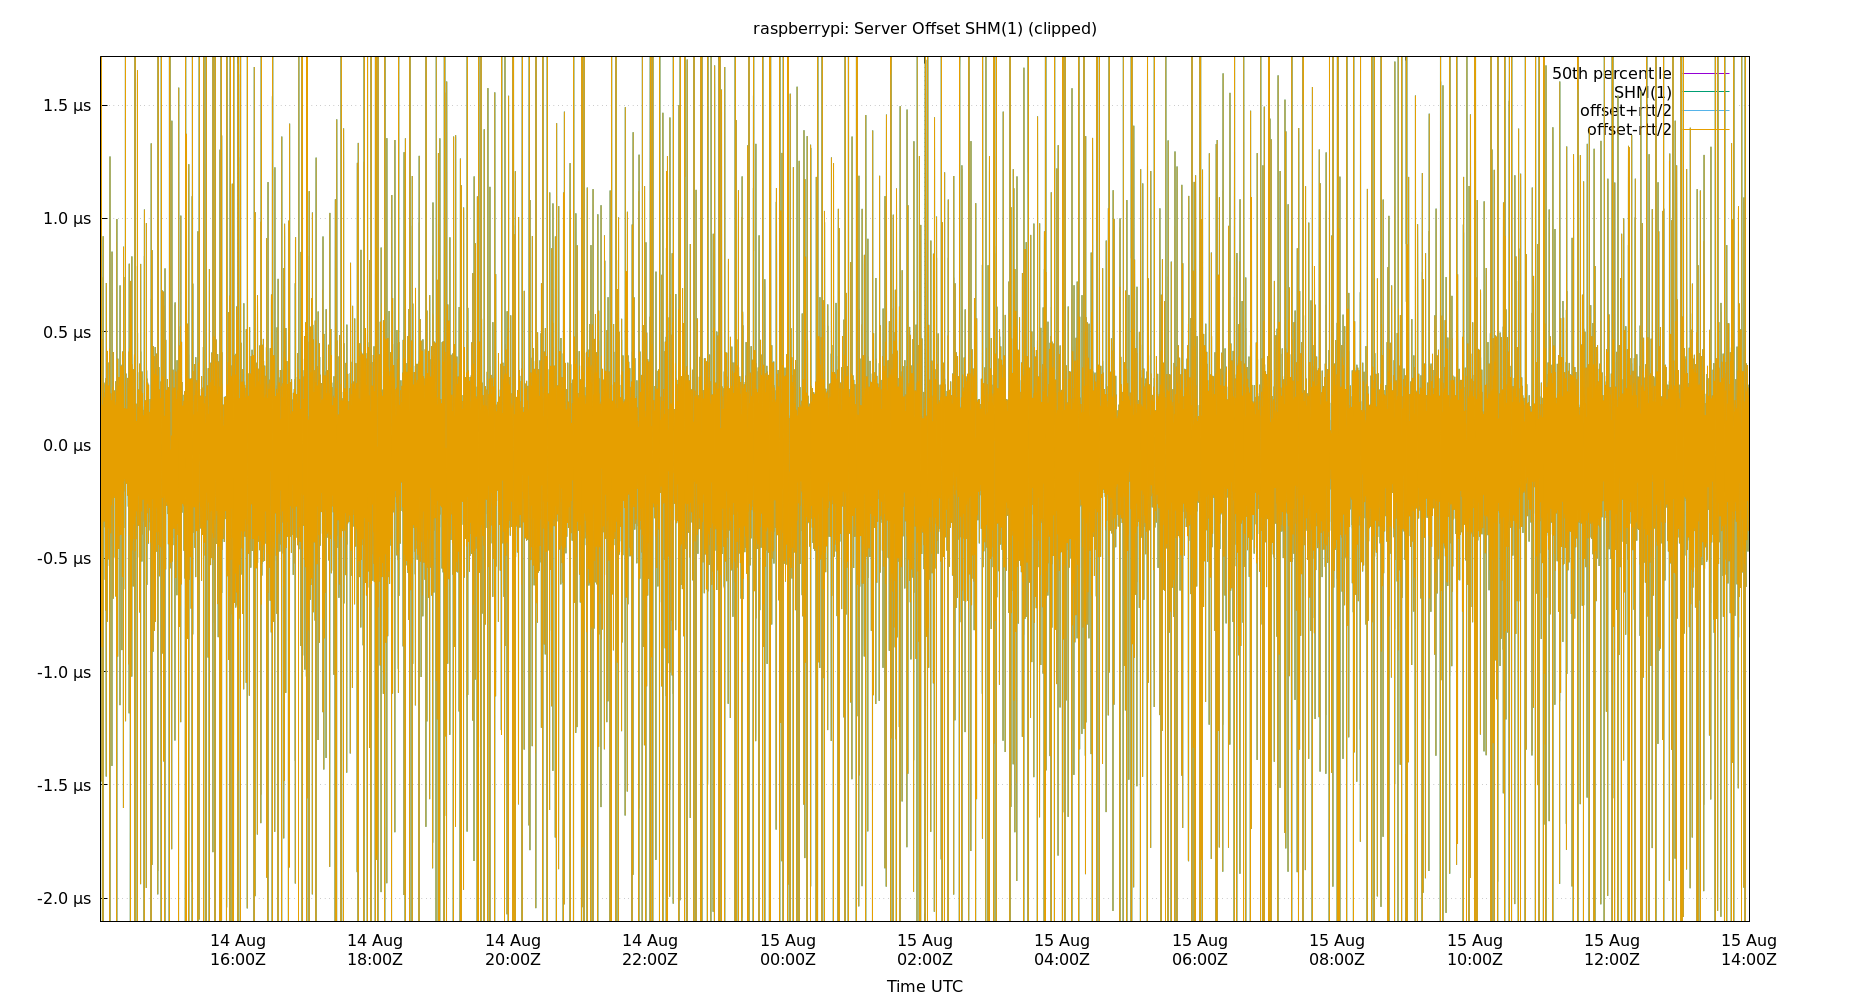 raspberrypi: Server Offset SHM(1) (clipped)
50th percentile
SHM(1)
offset+rtt/2
offset-rtt/2
1.5 µs
1.0 µs
0.5 µs
0.0 µs
-0.5 µs
-1.0 µs
-1.5 µs
-2.0 µs
14 Aug 14 Aug 14 Aug 14 Aug 15 Aug 15 Aug 15 Aug 15 Aug 15 Aug 15 Aug 15 Aug 15 Aug
16:00Z 18:00Z 20:00Z 22:00Z 00:00Z 02:00Z 04:00Z 06:00Z 08:00Z 10:00Z 12:00Z 14:00Z
Time UTC